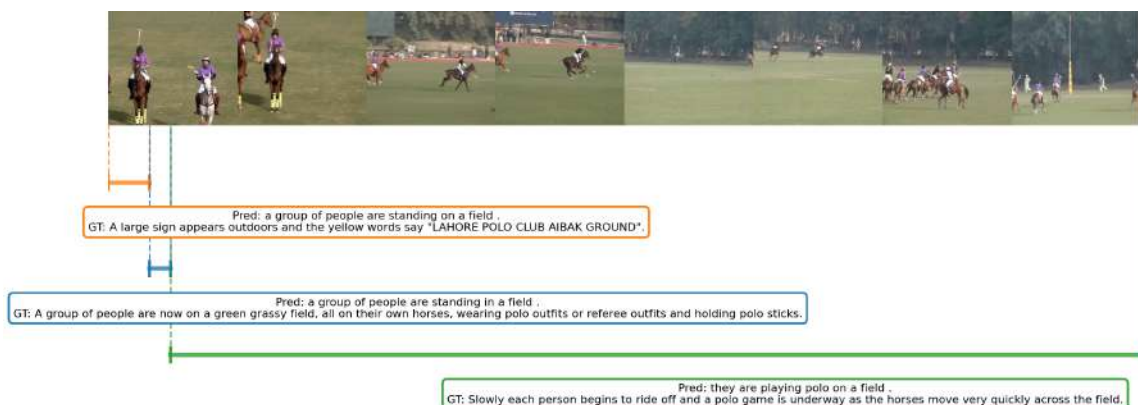 Pred: a group of people are standing on a field .
GT: A large sign appears outdoors and the yellow words say "LAHORE POLO CLUB AIBAK GROUND".
Pred: a group of people are standing in a field .
GT: A group of people are now on a green grassy field, all on their own horses, wearing polo outfits or referee outfits and holding polo sticks.
Pred: they are playing polo on a field .
GT: Slowly each person begins to ride off and a polo game is underway as the horses move very quickly across the field.